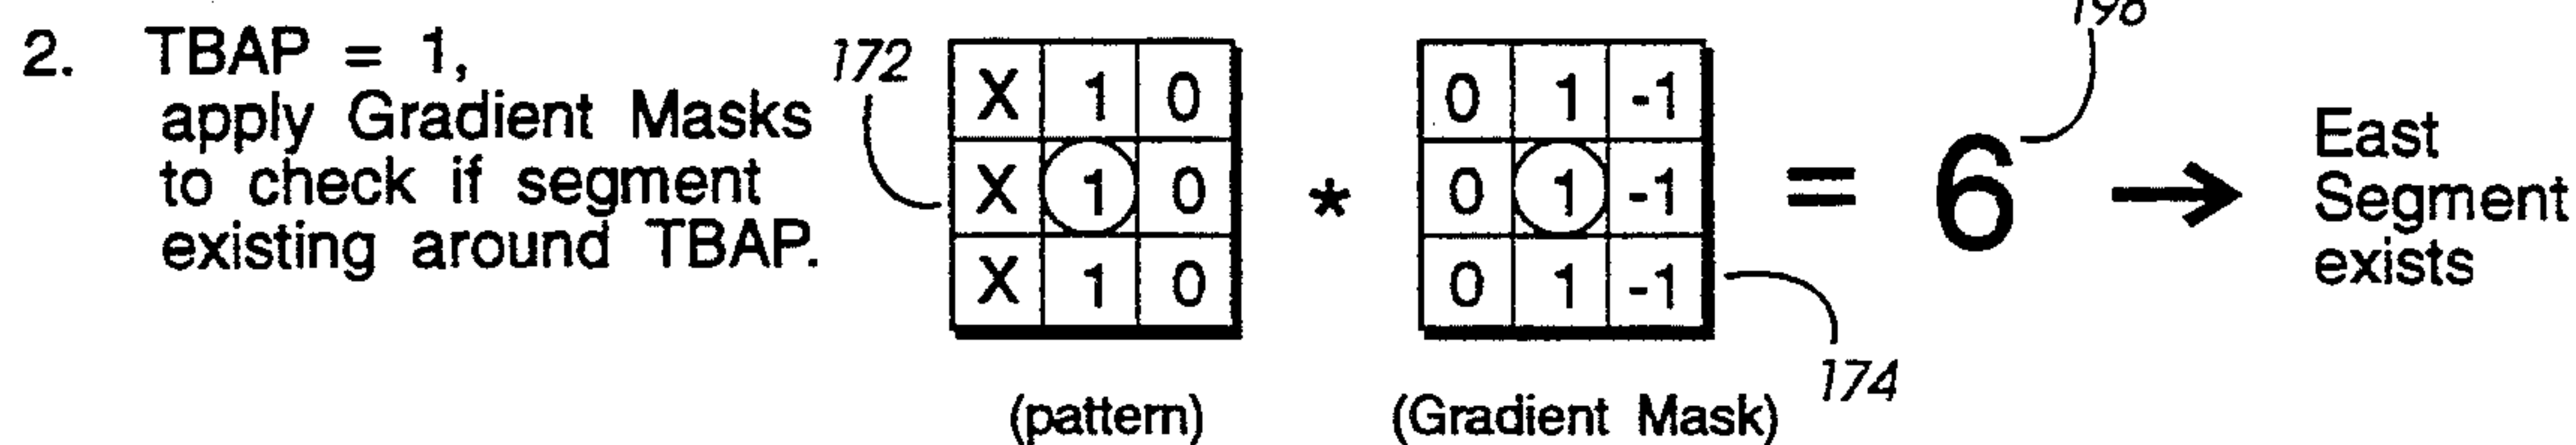 2. TBAP = 1,
apply Gradient Masks
to check if segment
existing around TBAP.
172
X 1 0
X 1 0
X 1 0
(pattern)
*
0 1 -1
0 1 -1
0 1 -1
(Gradient Mask)
174
= 6 →
East
Segment
exists